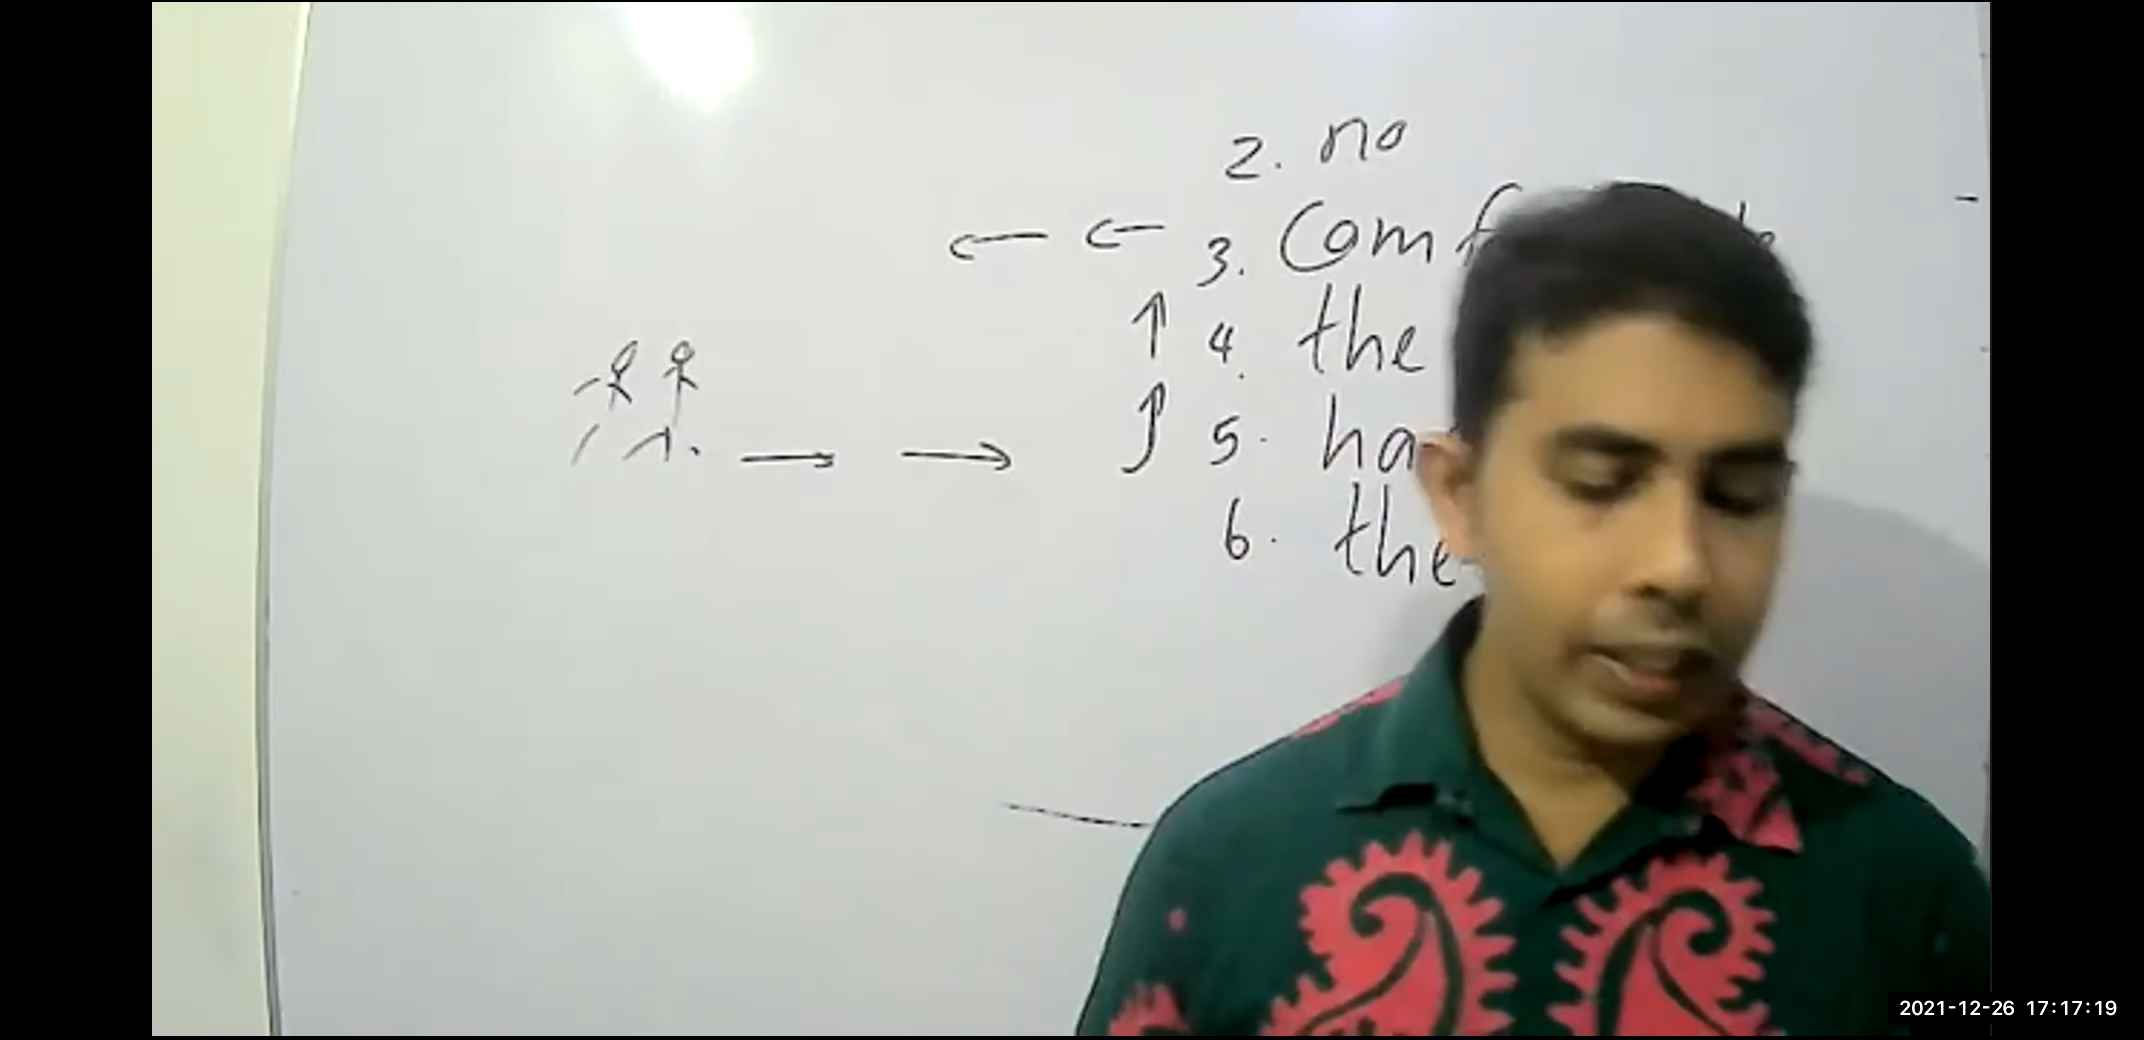 2. no
3. Comf
4. the
5. ha
6. the
2021-12-26 17:17:19